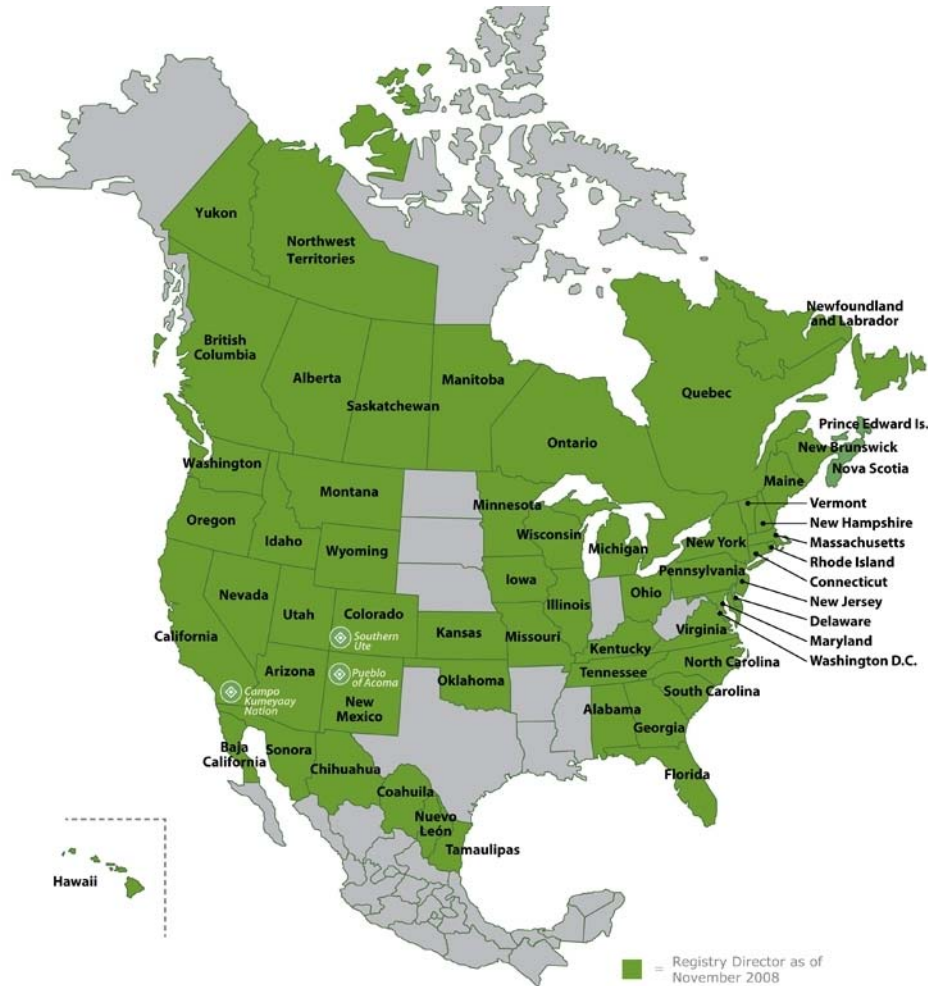 Yukon
Northwest
Territories
British
Columbia
Alberta
Saskatchewan
Manitoba
Ontario
Quebec
Newfoundland
and Labrador
Prince Edward Is.
New Brunswick
Nova Scotia
Maine
Vermont
New Hampshire
Massachusetts
Rhode Island
Connecticut
New Jersey
Delaware
Maryland
Washington D.C.
Washington
Montana
Minnesota
Oregon
Idaho
Wyoming
Wisconsin
Michigan
New York
Iowa
Pennsylvania
Nevada
Utah
Colorado
Illinois
Ohio
California
Southern
Ute
Kansas
Missouri
Kentucky
Virginia
Arizona
Pueblo
of Acoma
Oklahoma
Tennessee
North Carolina
Campo
Kumeyaay
Nation
New
Mexico
South Carolina
Alabama
Georgia
Baja
California
Sonora
Chihuahua
Florida
Coahuila
Nuevo
León
Tamaulipas
Hawaii
= Registry Director as of
November 2008